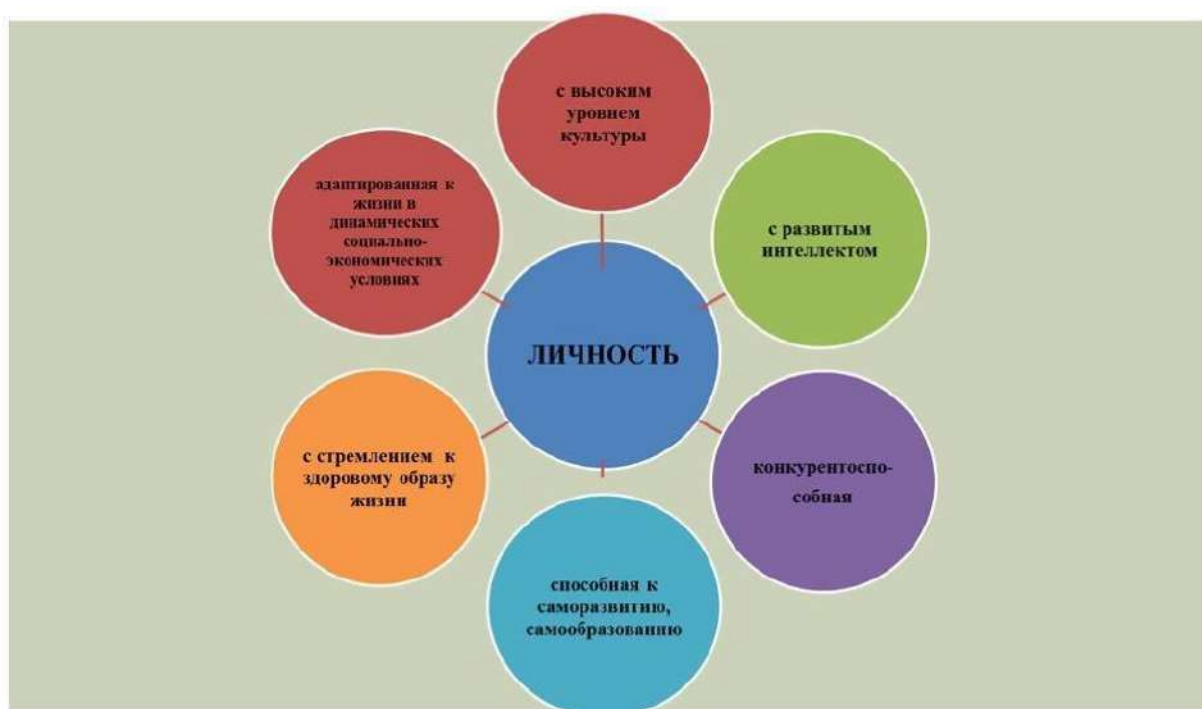 с высоким
уровнем
культуры
адаптированная к
жизни в
динамических
социально-
экономических
условиях
с развитым
интеллектом
ЛИЧНОСТЬ
с стремлением к
здоровому образу
жизни
конкурентоспо-
собная
способная к
саморазвитию,
самообразованию